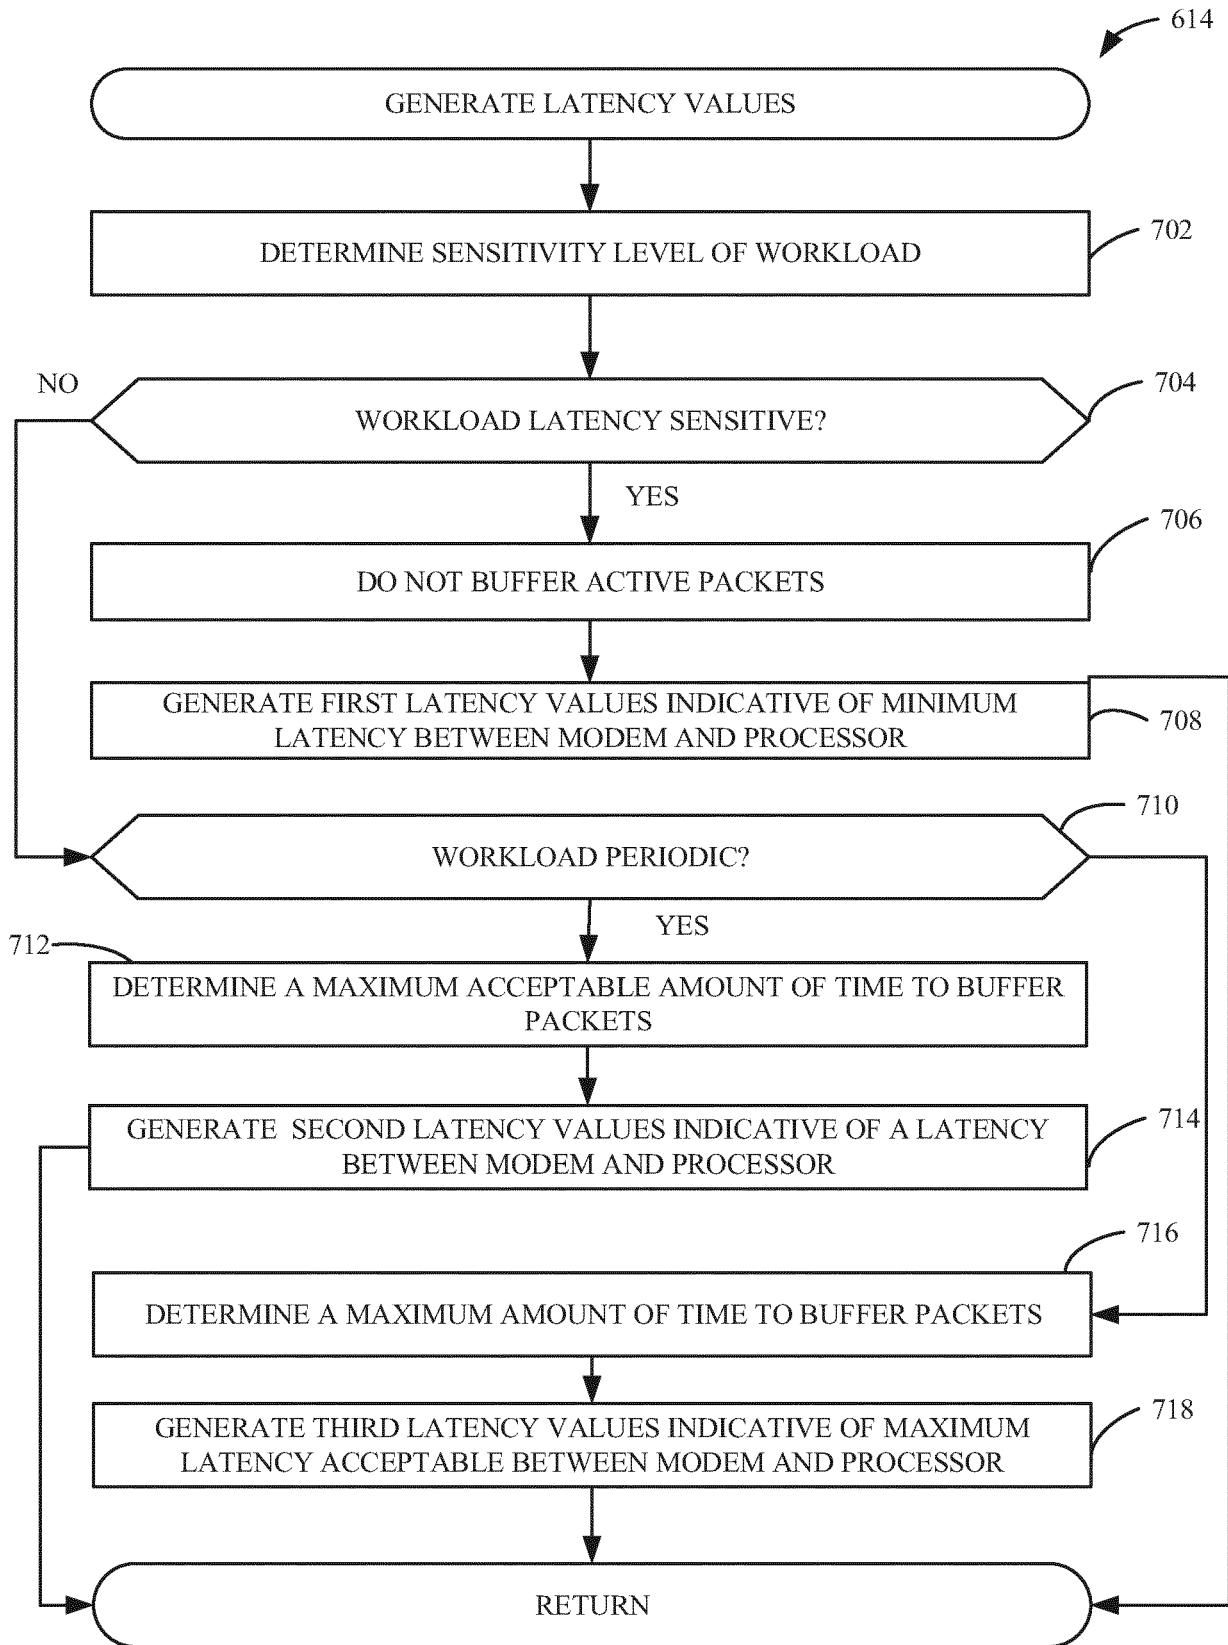 614
GENERATE LATENCY VALUES
DETERMINE SENSITIVITY LEVEL OF WORKLOAD
702
NO
WORKLOAD LATENCY SENSITIVE?
704
YES
706
DO NOT BUFFER ACTIVE PACKETS
GENERATE FIRST LATENCY VALUES INDICATIVE OF MINIMUM
LATENCY BETWEEN MODEM AND PROCESSOR
708
710
WORKLOAD PERIODIC?
YES
712
DETERMINE A MAXIMUM ACCEPTABLE AMOUNT OF TIME TO BUFFER
PACKETS
GENERATE SECOND LATENCY VALUES INDICATIVE OF A LATENCY
BETWEEN MODEM AND PROCESSOR
714
716
DETERMINE A MAXIMUM AMOUNT OF TIME TO BUFFER PACKETS
GENERATE THIRD LATENCY VALUES INDICATIVE OF MAXIMUM
LATENCY ACCEPTABLE BETWEEN MODEM AND PROCESSOR
718
RETURN